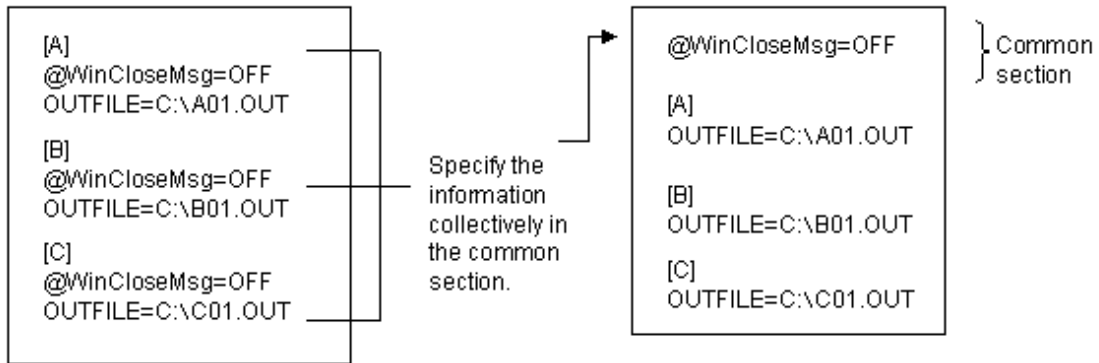 [A]
@WinCloseMsg=OFF
OUTFILE=C:\A01.OUT
[B]
@WinCloseMsg=OFF
OUTFILE=C:\B01.OUT
[C]
@WinCloseMsg=OFF
OUTFILE=C:\C01.OUT
Specify the
information
collectively in
the common
section.
@WinCloseMsg=OFF
[A]
OUTFILE=C:\A01.OUT
[B]
OUTFILE=C:\B01.OUT
[C]
OUTFILE=C:\C01.OUT
Common
section